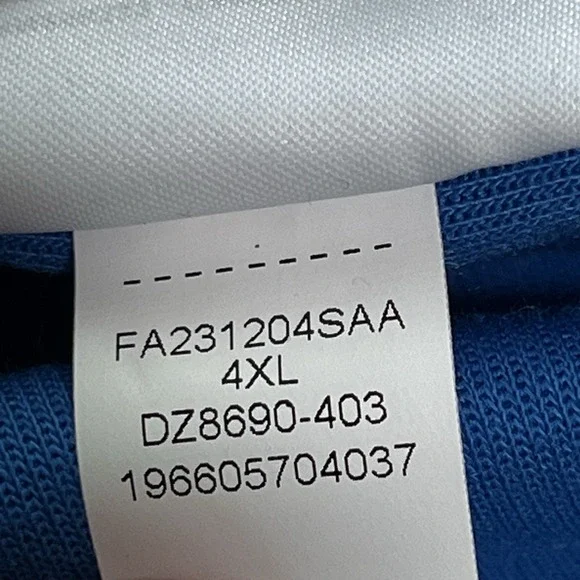 ---------
FA231204SAA
4XL
DZ8690-403
196605704037